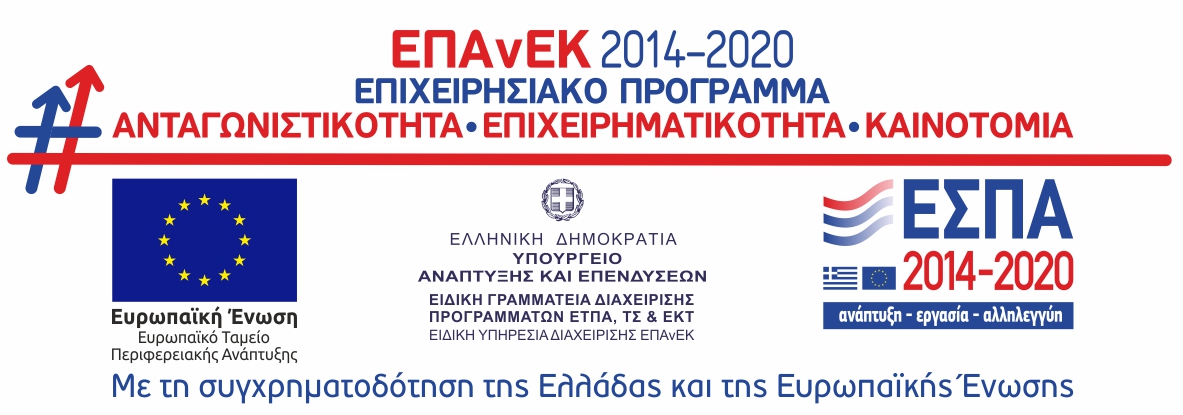 ΕΠΑνΕΚ 2014–2020
ΕΠΙΧΕΙΡΗΣΙΑΚΟ ΠΡΟΓΡΑΜΜΑ
ΑΝΤΑΓΩΝΙΣΤΙΚΟΤΗΤΑ • ΕΠΙΧΕΙΡΗΜΑΤΙΚΟΤΗΤΑ • ΚΑΙΝΟΤΟΜΙΑ
Ευρωπαϊκή Ένωση
Ευρωπαϊκό Ταμείο
Περιφερειακής Ανάπτυξης
ΕΛΛΗΝΙΚΗ ΔΗΜΟΚΡΑΤΙΑ
ΥΠΟΥΡΓΕΙΟ
ΑΝΑΠΤΥΞΗΣ ΚΑΙ ΕΠΕΝΔΥΣΕΩΝ
ΕΙΔΙΚΗ ΓΡΑΜΜΑΤΕΙΑ ΔΙΑΧΕΙΡΙΣΗΣ
ΠΡΟΓΡΑΜΜΑΤΩΝ ΕΤΠΑ, ΤΣ & ΕΚΤ
ΕΙΔΙΚΗ ΥΠΗΡΕΣΙΑ ΔΙΑΧΕΙΡΙΣΗΣ ΕΠΑνΕΚ
ΕΣΠΑ
2014-2020
ανάπτυξη - εργασία - αλληλεγγύη
Με τη συγχρηματοδότηση της Ελλάδας και της Ευρωπαϊκής Ένωσης